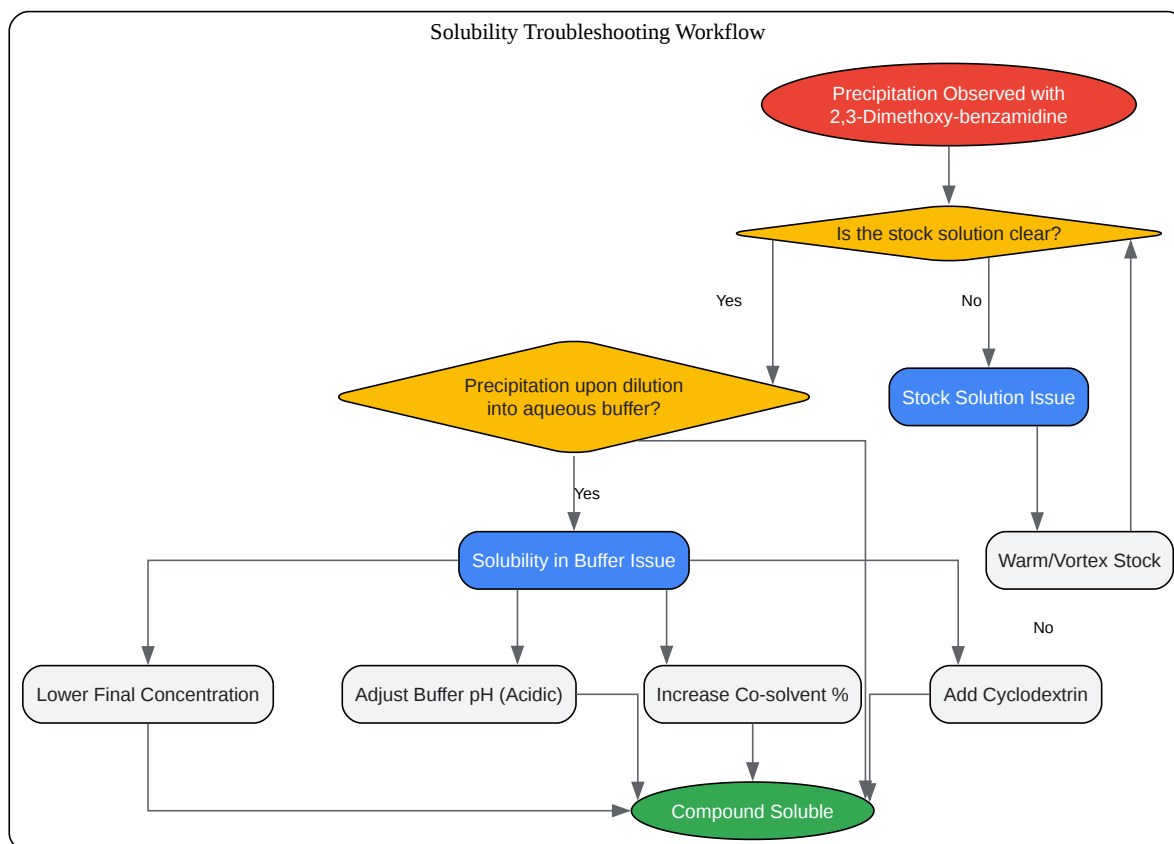 Solubility Troubleshooting Workflow
Precipitation Observed with
2,3-Dimethoxy-benzamidine
Is the stock solution clear?
Yes
No
Precipitation upon dilution
into aqueous buffer?
Stock Solution Issue
Yes
Solubility in Buffer Issue
Warm/Vortex Stock
No
Lower Final Concentration
Adjust Buffer pH (Acidic)
Increase Co-solvent %
Add Cyclodextrin
Compound Soluble